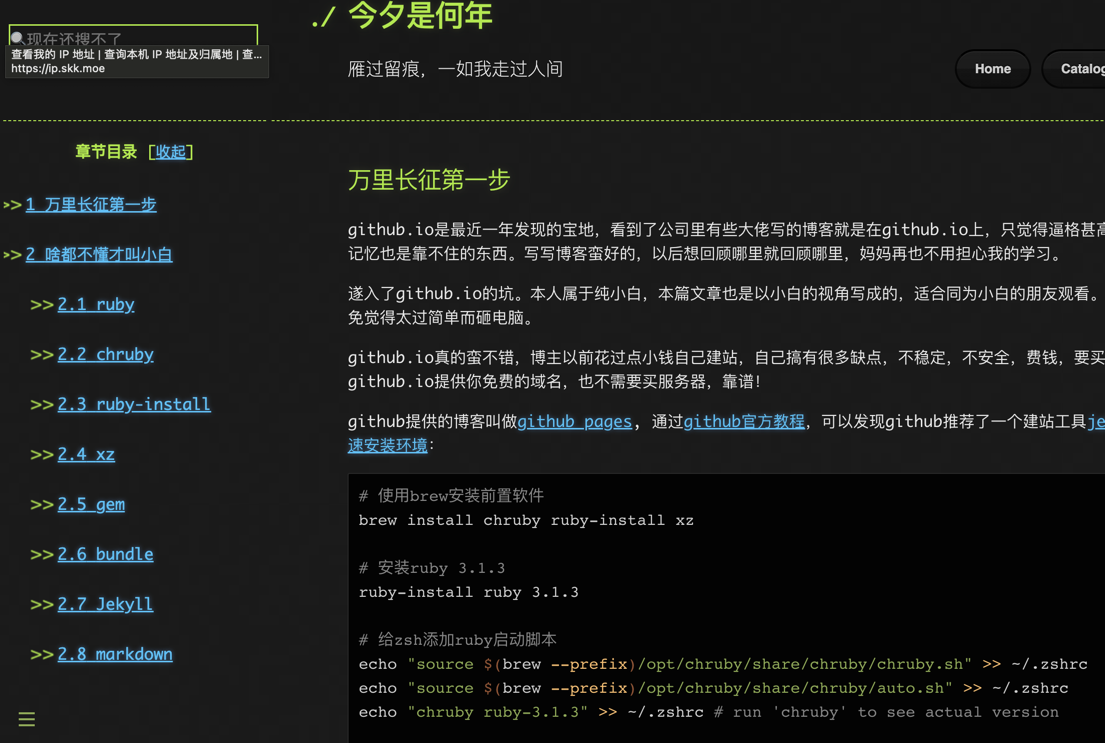 现在还搜不了
查看我的 IP 地址 | 查询本机 IP 地址及归属地 | 查...
https://ip.skk.moe
./ 今夕是何年
雁过留痕，一如我走过人间
Home
Catalog
章节目录 [收起]
>> 1 万里长征第一步
>> 2 啥都不懂才叫小白
>> 2.1 ruby
>> 2.2 chruby
>> 2.3 ruby-install
>> 2.4 xz
>> 2.5 gem
>> 2.6 bundle
>> 2.7 Jekyll
>> 2.8 markdown
万里长征第一步
github.io是最近一年发现的宝地，看到了公司里有些大佬写的博客就是在github.io上，只觉得逼格甚高
记忆也是靠不住的东西。写写博客蛮好的，以后想回顾哪里就回顾哪里，妈妈再也不用担心我的学习。
遂入了github.io的坑。本人属于纯小白，本篇文章也是以小白的视角写成的，适合同为小白的朋友观看。
免觉得太过简单而砸电脑。
github.io真的蛮不错，博主以前花过点小钱自己建站，自己搞有很多缺点，不稳定，不安全，费钱，要买
github.io提供你免费的域名，也不需要买服务器，靠谱！
github提供的博客叫做github pages，通过github官方教程，可以发现github推荐了一个建站工具je
速安装环境：
# 使用brew安装前置软件
brew install chruby ruby-install xz
# 安装ruby 3.1.3
ruby-install ruby 3.1.3
# 给zsh添加ruby启动脚本
echo "source $(brew --prefix)/opt/chruby/share/chruby/chruby.sh" >> ~/.zshrc
echo "source $(brew --prefix)/opt/chruby/share/chruby/auto.sh" >> ~/.zshrc
echo "chruby ruby-3.1.3" >> ~/.zshrc # run 'chruby' to see actual version